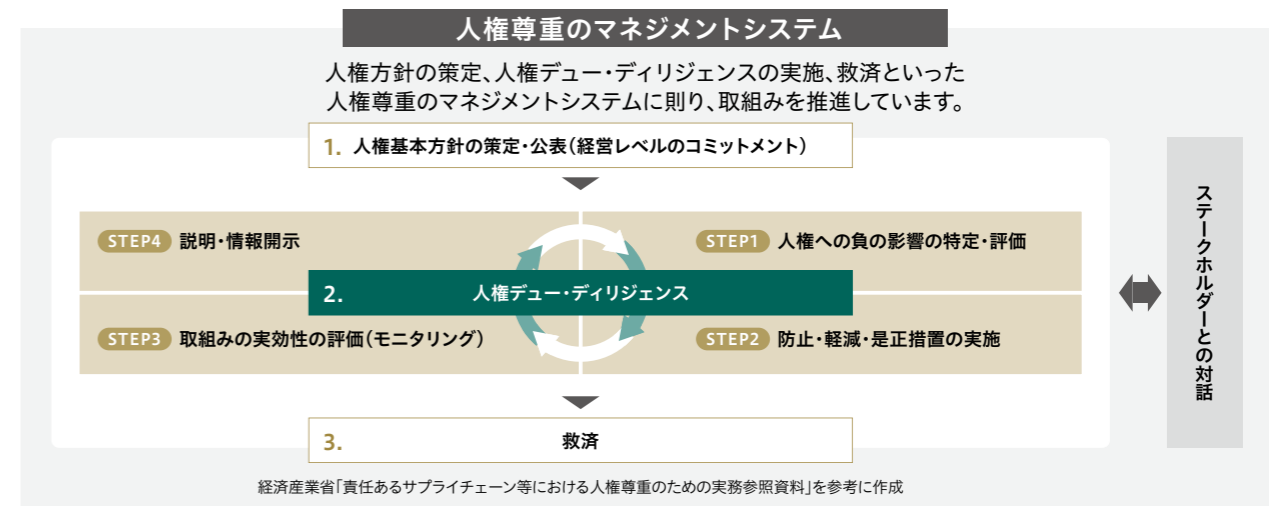 人権尊重のマネジメントシステム
人権方針の策定、人権デュー・ディリジェンスの実施、救済といった
人権尊重のマネジメントシステムに則り、取組みを推進しています。
1. 人権基本方針の策定・公表(経営レベルのコミットメント)
STEP4 説明・情報開示
STEP1 人権への負の影響の特定・評価
2. 人権デュー・ディリジェンス
STEP3 取組みの実効性の評価(モニタリング)
STEP2 防止・軽減・是正措置の実施
3. 救済
ステークホルダーとの対話
経済産業省「責任あるサプライチェーン等における人権尊重のための実務参照資料」を参考に作成